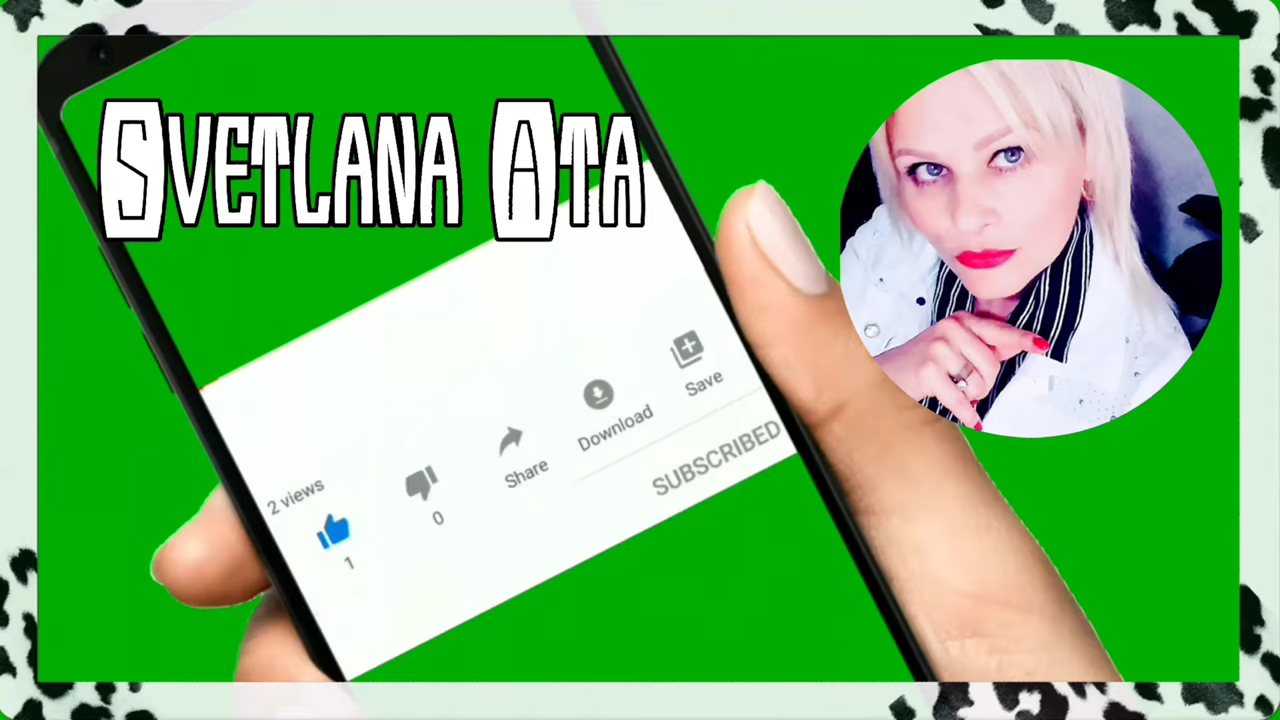 Svetlana Ata
2 views
1
0
Share
Download
Save
SUBSCRIBED